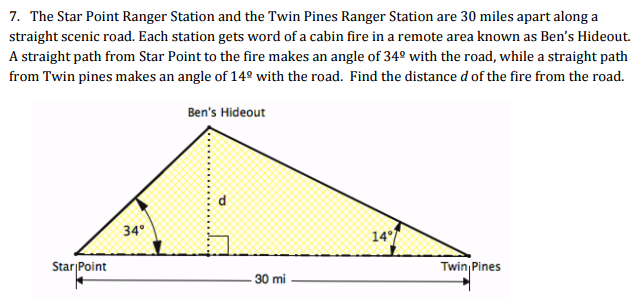 7. The Star Point Ranger Station and the Twin Pines Ranger Station are 30 miles apart along a
straight scenic road. Each station gets word of a cabin fire in a remote area known as Ben's Hideout.
A straight path from Star Point to the fire makes an angle of 34º with the road, while a straight path
from Twin pines makes an angle of 14º with the road. Find the distance d of the fire from the road.
Ben's Hideout
d
34°
14°
Star Point
Twin Pines
30 mi